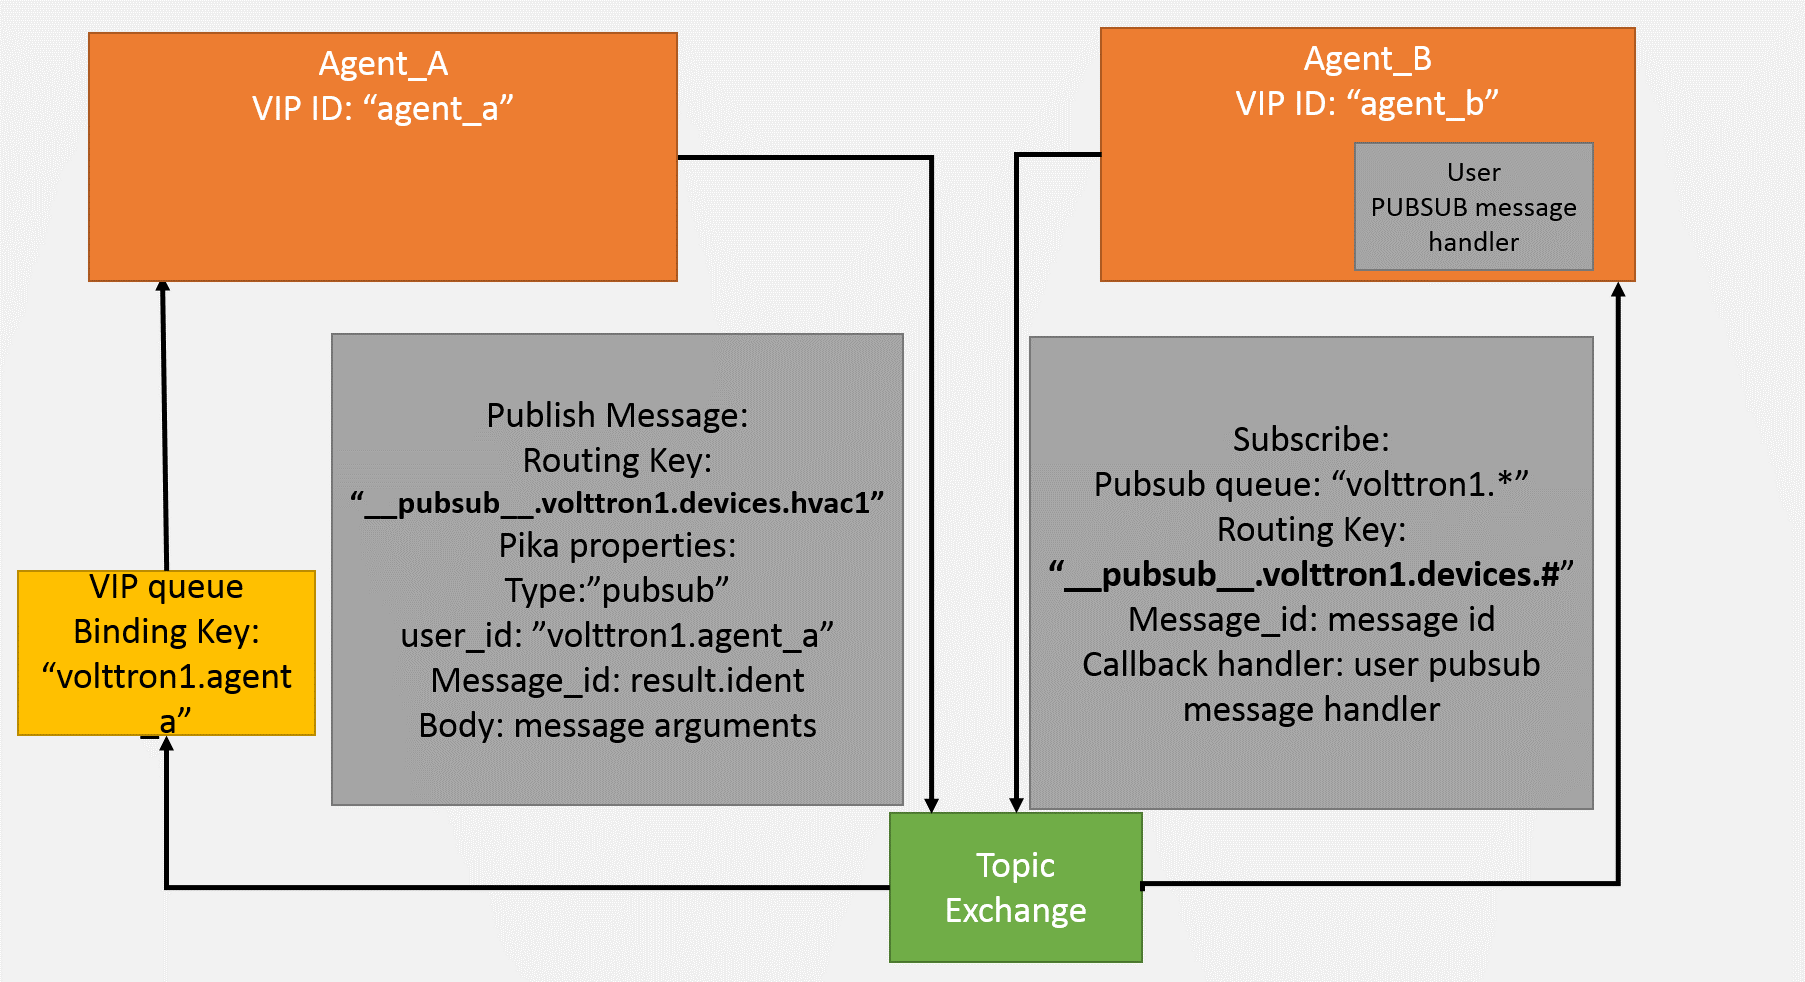 Agent_A
VIP ID: “agent_a”
Agent_B
VIP ID: “agent_b”
User
PUBSUB message
handler
Publish Message:
Routing Key:
“__pubsub__.volttron1.devices.hvac1”
Pika properties:
Type:”pubsub”
user_id: ”volttron1.agent_a”
Message_id: result.ident
Body: message arguments
Subscribe:
Pubsub queue: “volttron1.*”
Routing Key:
“__pubsub__.volttron1.devices.#”
Message_id: message id
Callback handler: user pubsub
message handler
VIP queue
Binding Key:
“volttron1.agent
_a”
Topic
Exchange